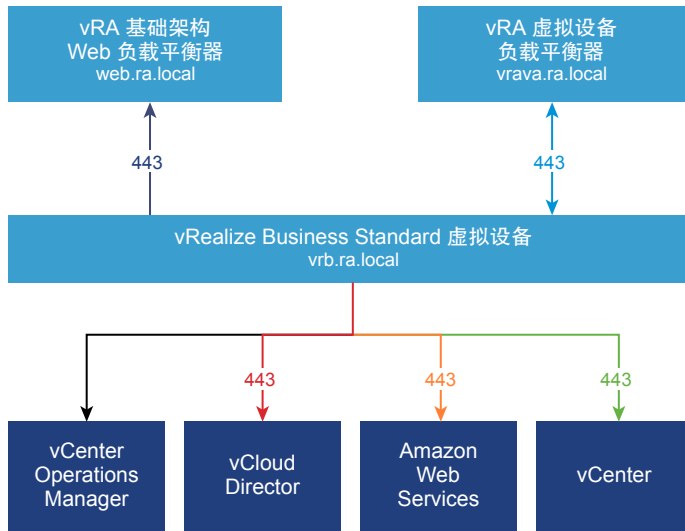 vRA 基础架构
Web 负载平衡器
web.ra.local
vRA 虚拟设备
负载平衡器
vrava.ra.local
443
443
vRealize Business Standard 虚拟设备
vrb.ra.local
443
443
443
vCenter
Operations
Manager
vCloud
Director
Amazon
Web
Services
vCenter